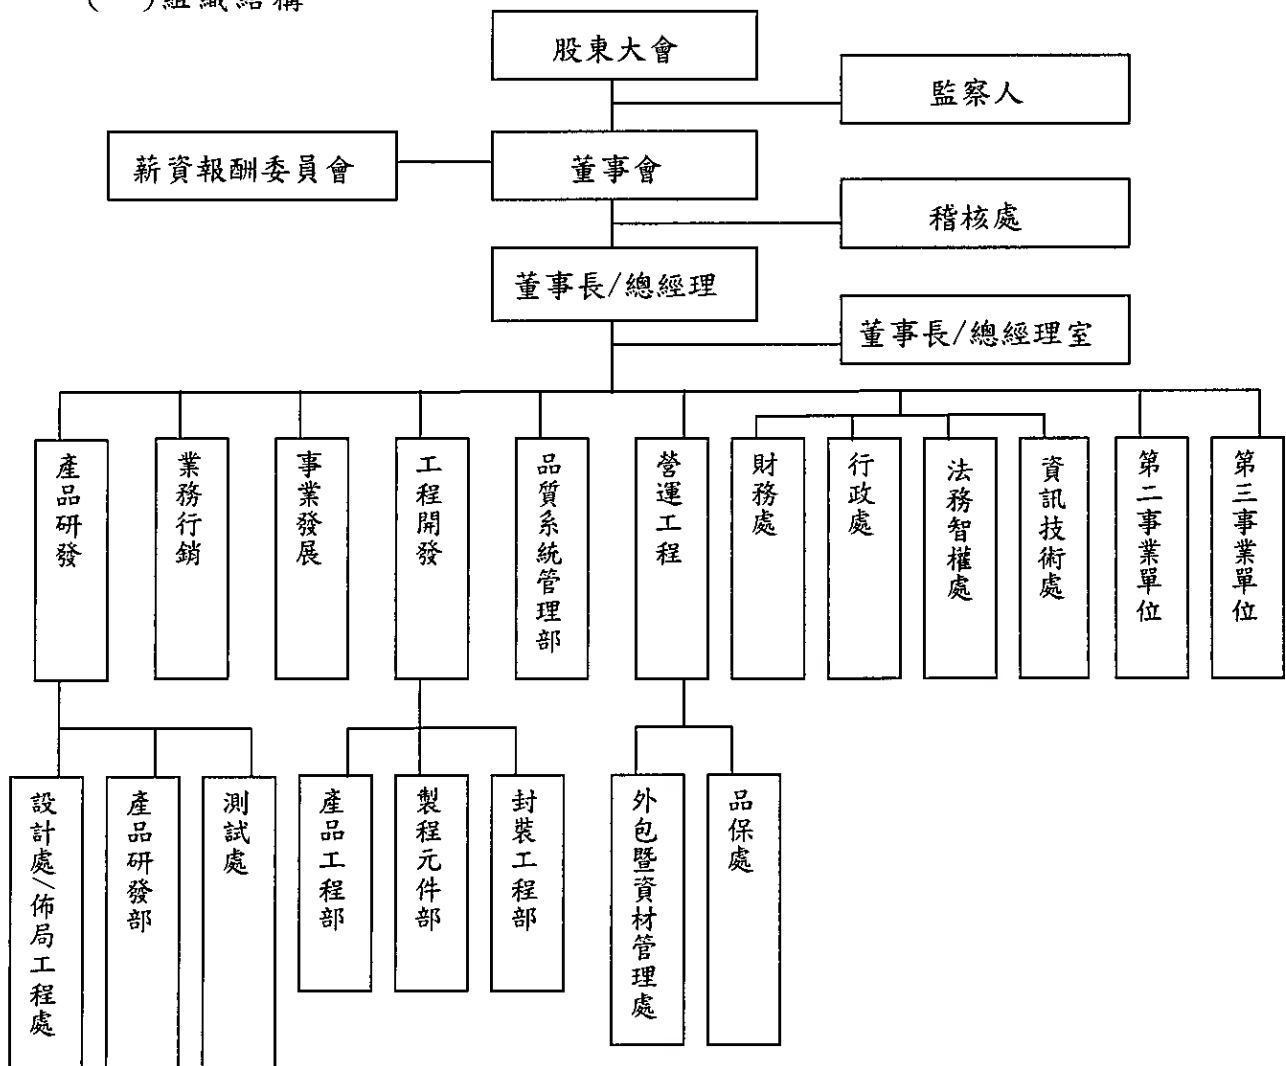 ()組織結構
股東大會
監察人
薪資報酬委員會
董事會
稽核處
董事長/總經理
董事長/總經理室
產品研發
業務行銷
事業發展
工程開發
品質系統管理部
營運工程
財務處
行政處
法務智權處
資訊技術處
第二事業單位
第三事業單位
設計處/佈局工程處
產品研發部
測試處
產品工程部
製程元件部
封裝工程部
外包暨資材管理處
品保處